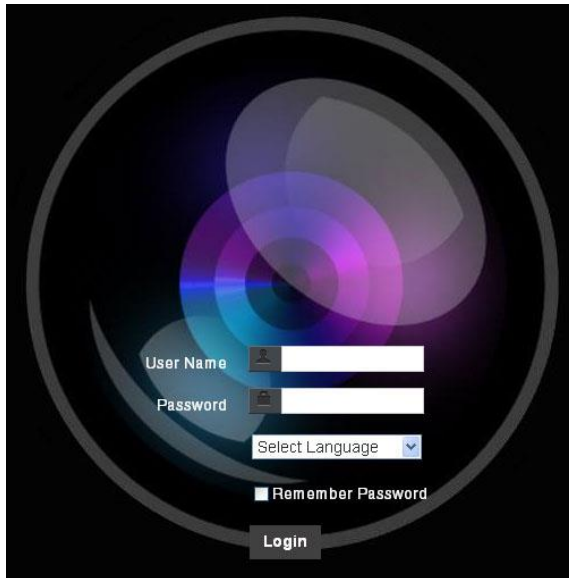 User Name
Password
Select Language
Remember Password
Login